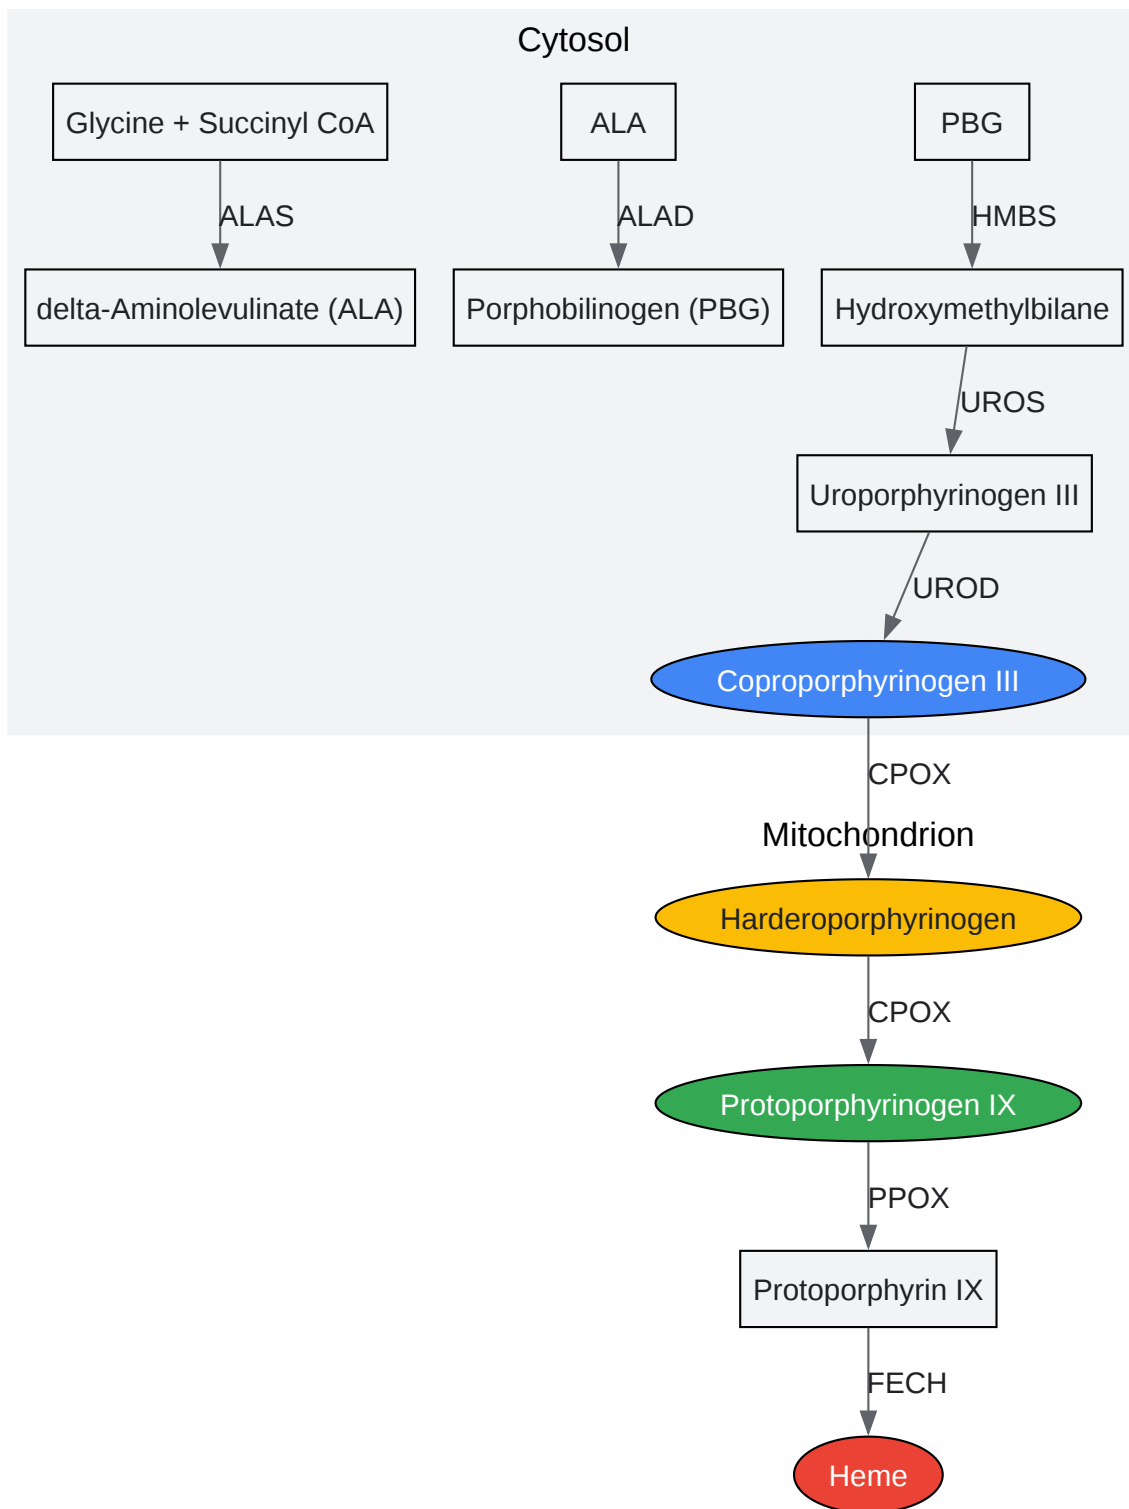 Cytosol
Glycine + Succinyl CoA
ALA
PBG
ALAS
ALAD
HMBS
delta-Aminolevulinate (ALA)
Porphobilinogen (PBG)
Hydroxymethylbilane
UROS
Uroporphyrinogen III
UROD
Coproporphyrinogen III
CPOX
Mitochondrion
Harderoporphyrinogen
CPOX
Protoporphyrinogen IX
PPOX
Protoporphyrin IX
FECH
Heme